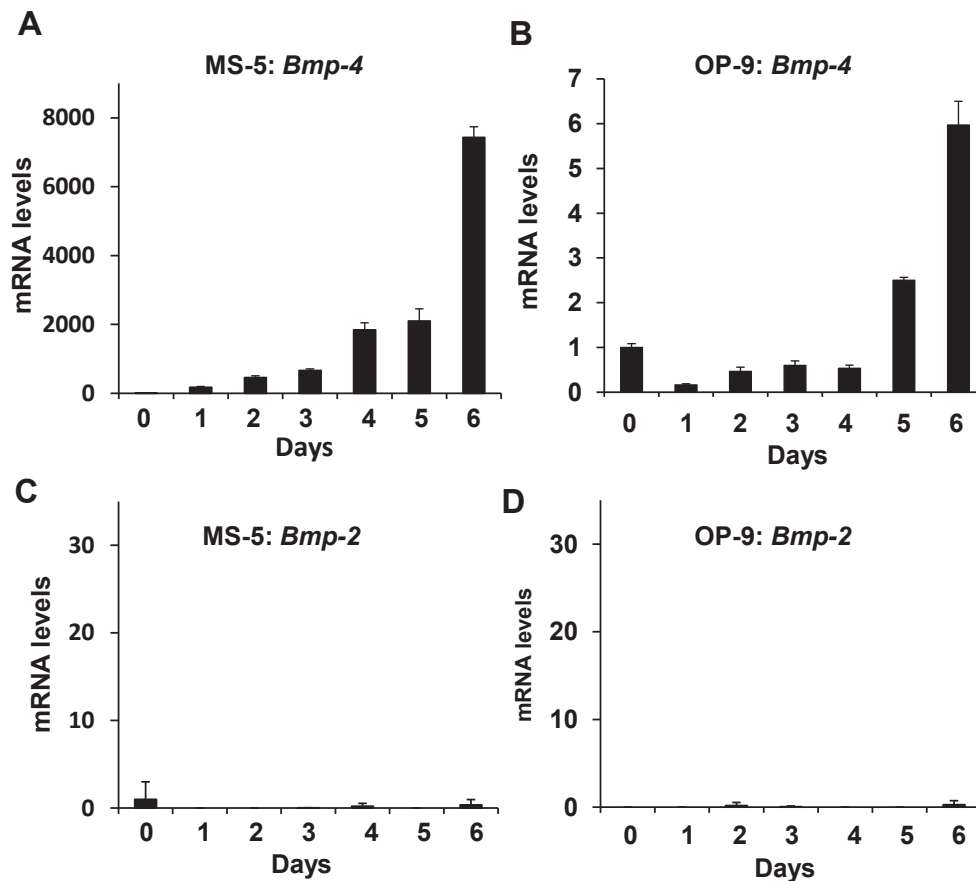 A
MS-5: Bmp-4
mRNA levels
8000
6000
4000
2000
0
0 1 2 3 4 5 6
Days
B
OP-9: Bmp-4
mRNA levels
7
6
5
4
3
2
1
0
0 1 2 3 4 5 6
Days
C
MS-5: Bmp-2
mRNA levels
30
20
10
0
0 1 2 3 4 5 6
Days
D
OP-9: Bmp-2
mRNA levels
30
20
10
0
0 1 2 3 4 5 6
Days